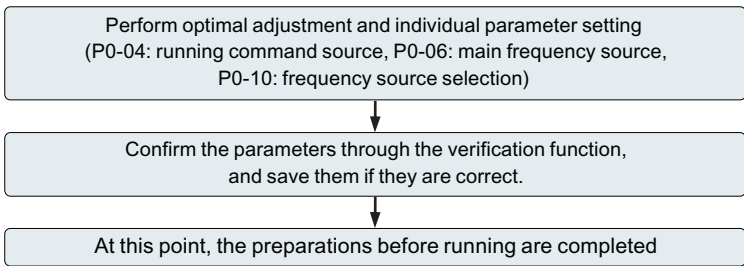 Perform optimal adjustment and individual parameter setting
(P0-04: running command source, P0-06: main frequency source,
P0-10: frequency source selection)
Confirm the parameters through the verification function,
and save them if they are correct.
At this point, the preparations before running are completed